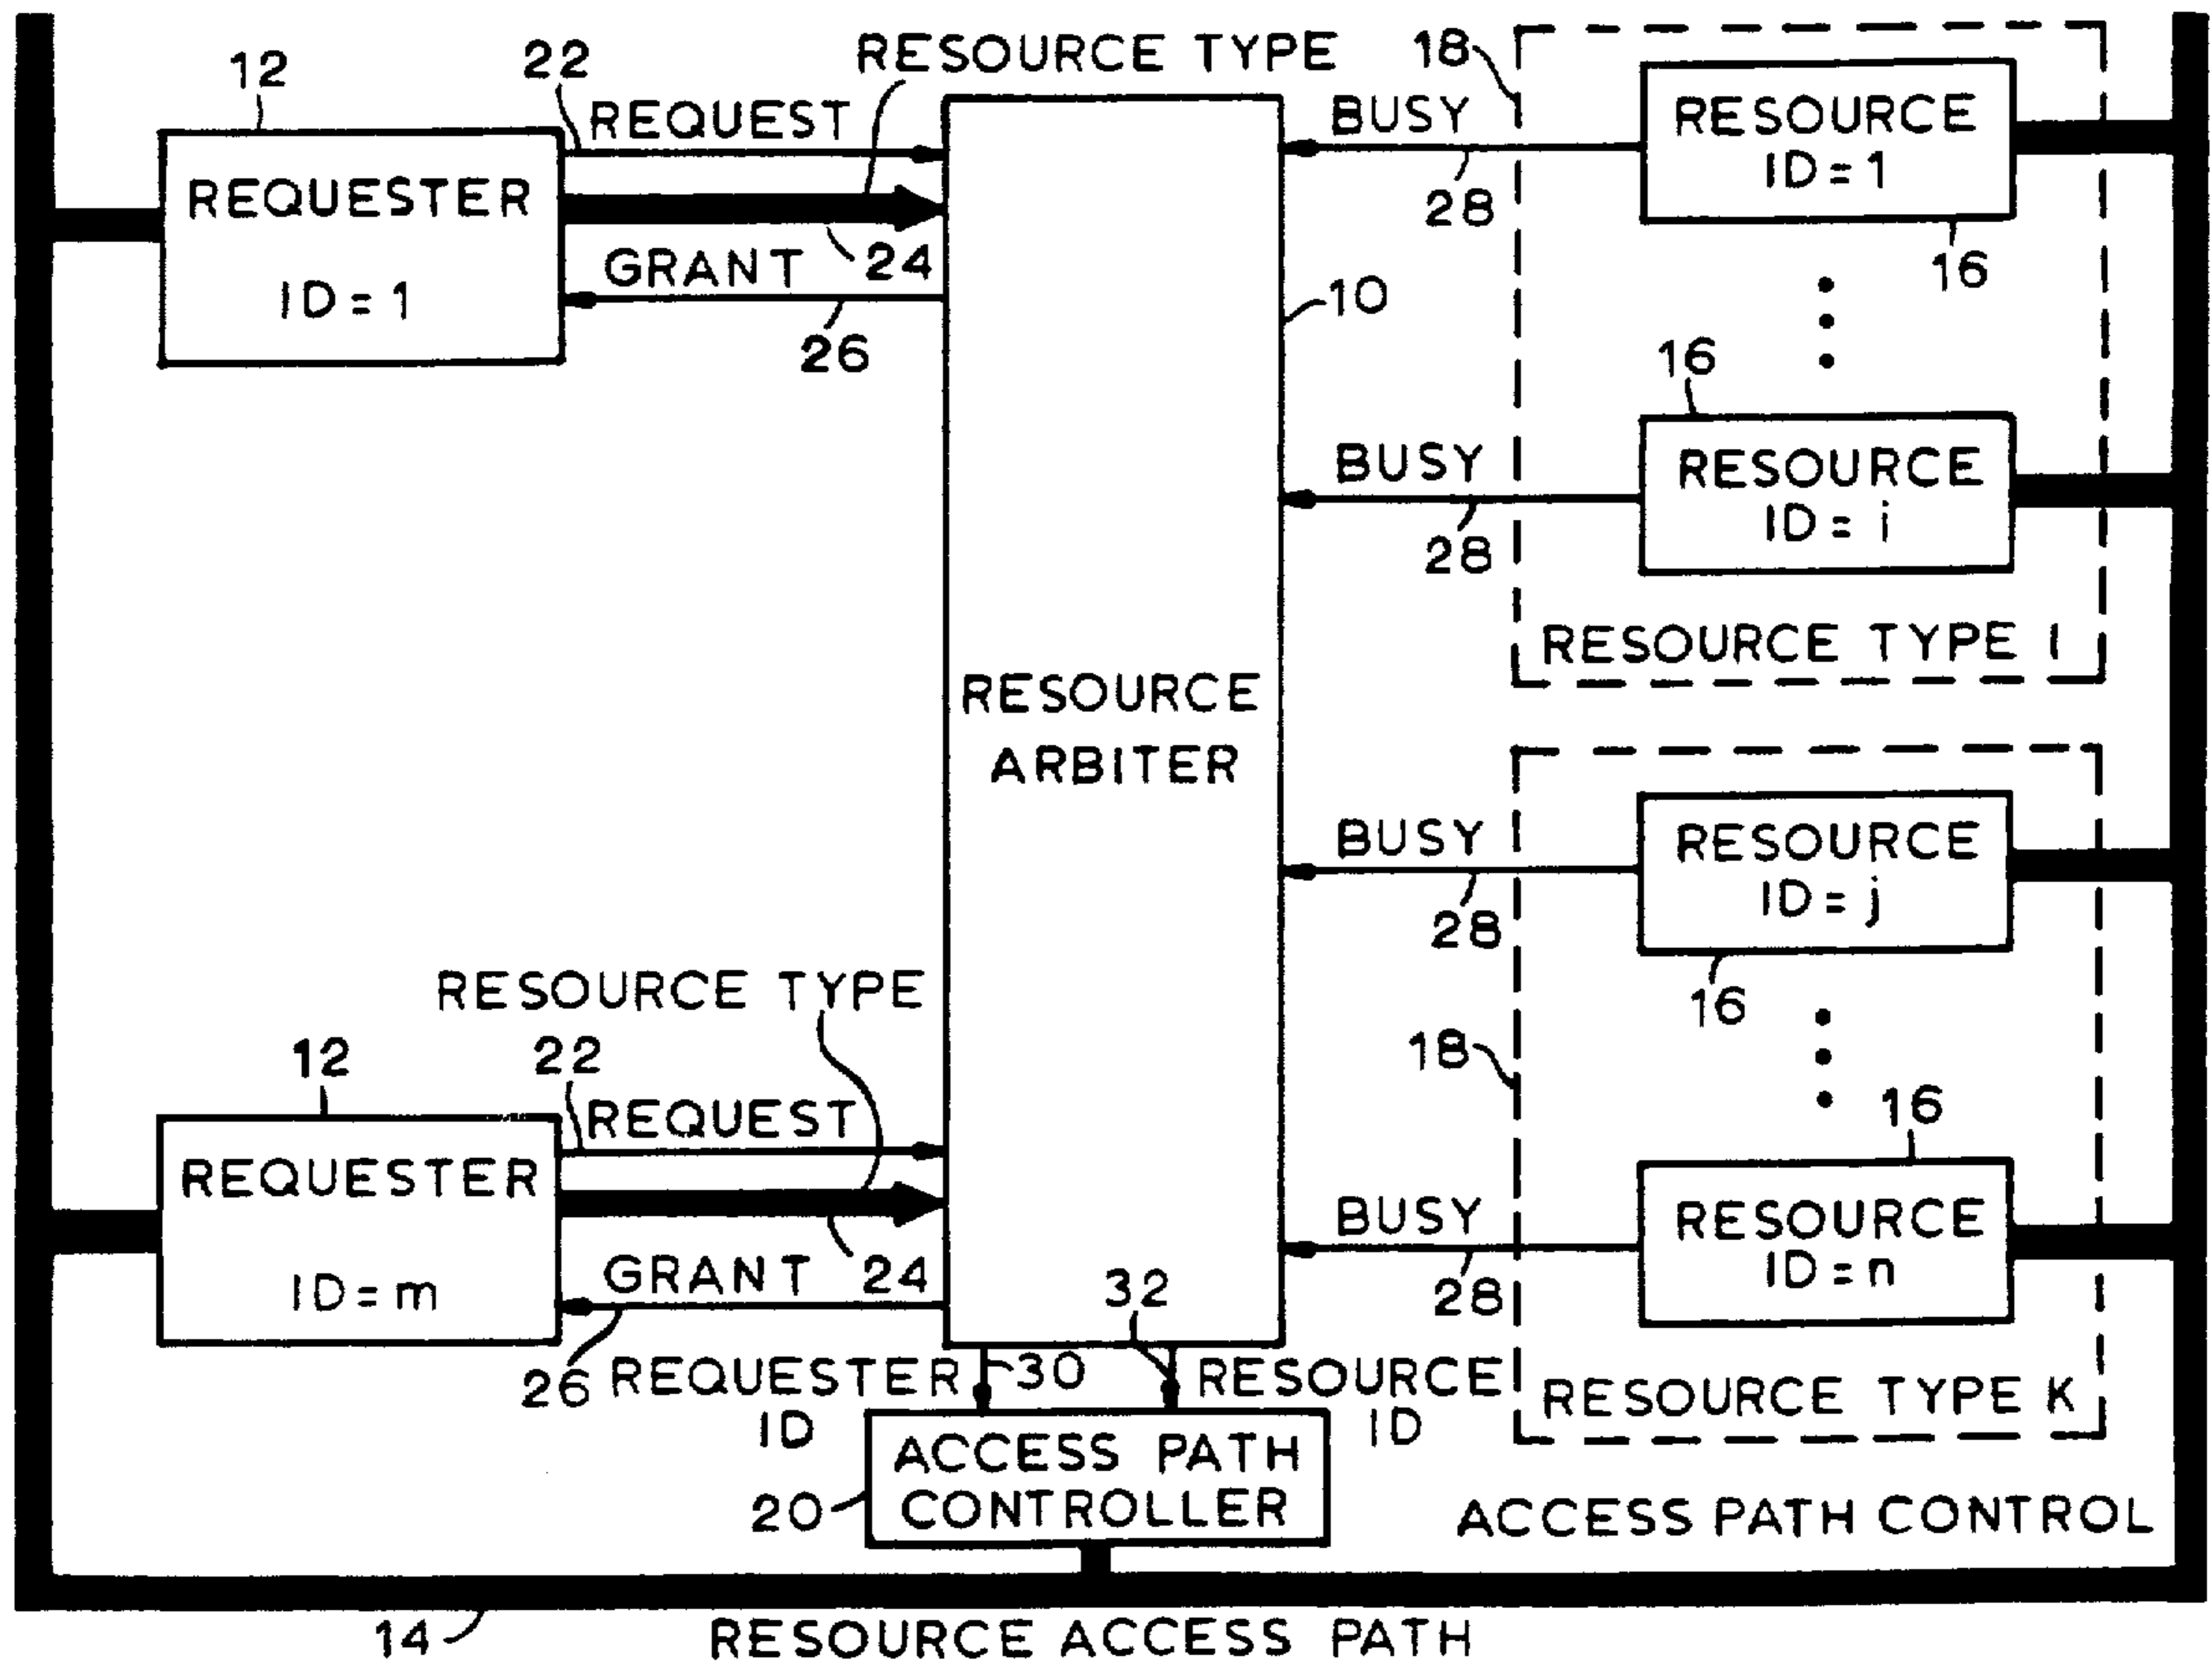 12
22
RESOURCE TYPE
REQUEST
REQUESTER
ID = 1
24
GRANT
26
18
BUSY
28
RESOURCE
ID = 1
16
10
16
BUSY
28
RESOURCE
ID = i
RESOURCE TYPE 1
RESOURCE
ARBITER
BUSY
28
RESOURCE
ID = j
16
RESOURCE TYPE
12
22
REQUEST
REQUESTER
ID = m
24
GRANT
26
18
16
BUSY
28
RESOURCE
ID = n
RESOURCE TYPE K
32
REQUESTER
ID
30
RESOURCE
ID
ACCESS PATH
CONTROLLER
20
ACCESS PATH CONTROL
14
RESOURCE ACCESS PATH